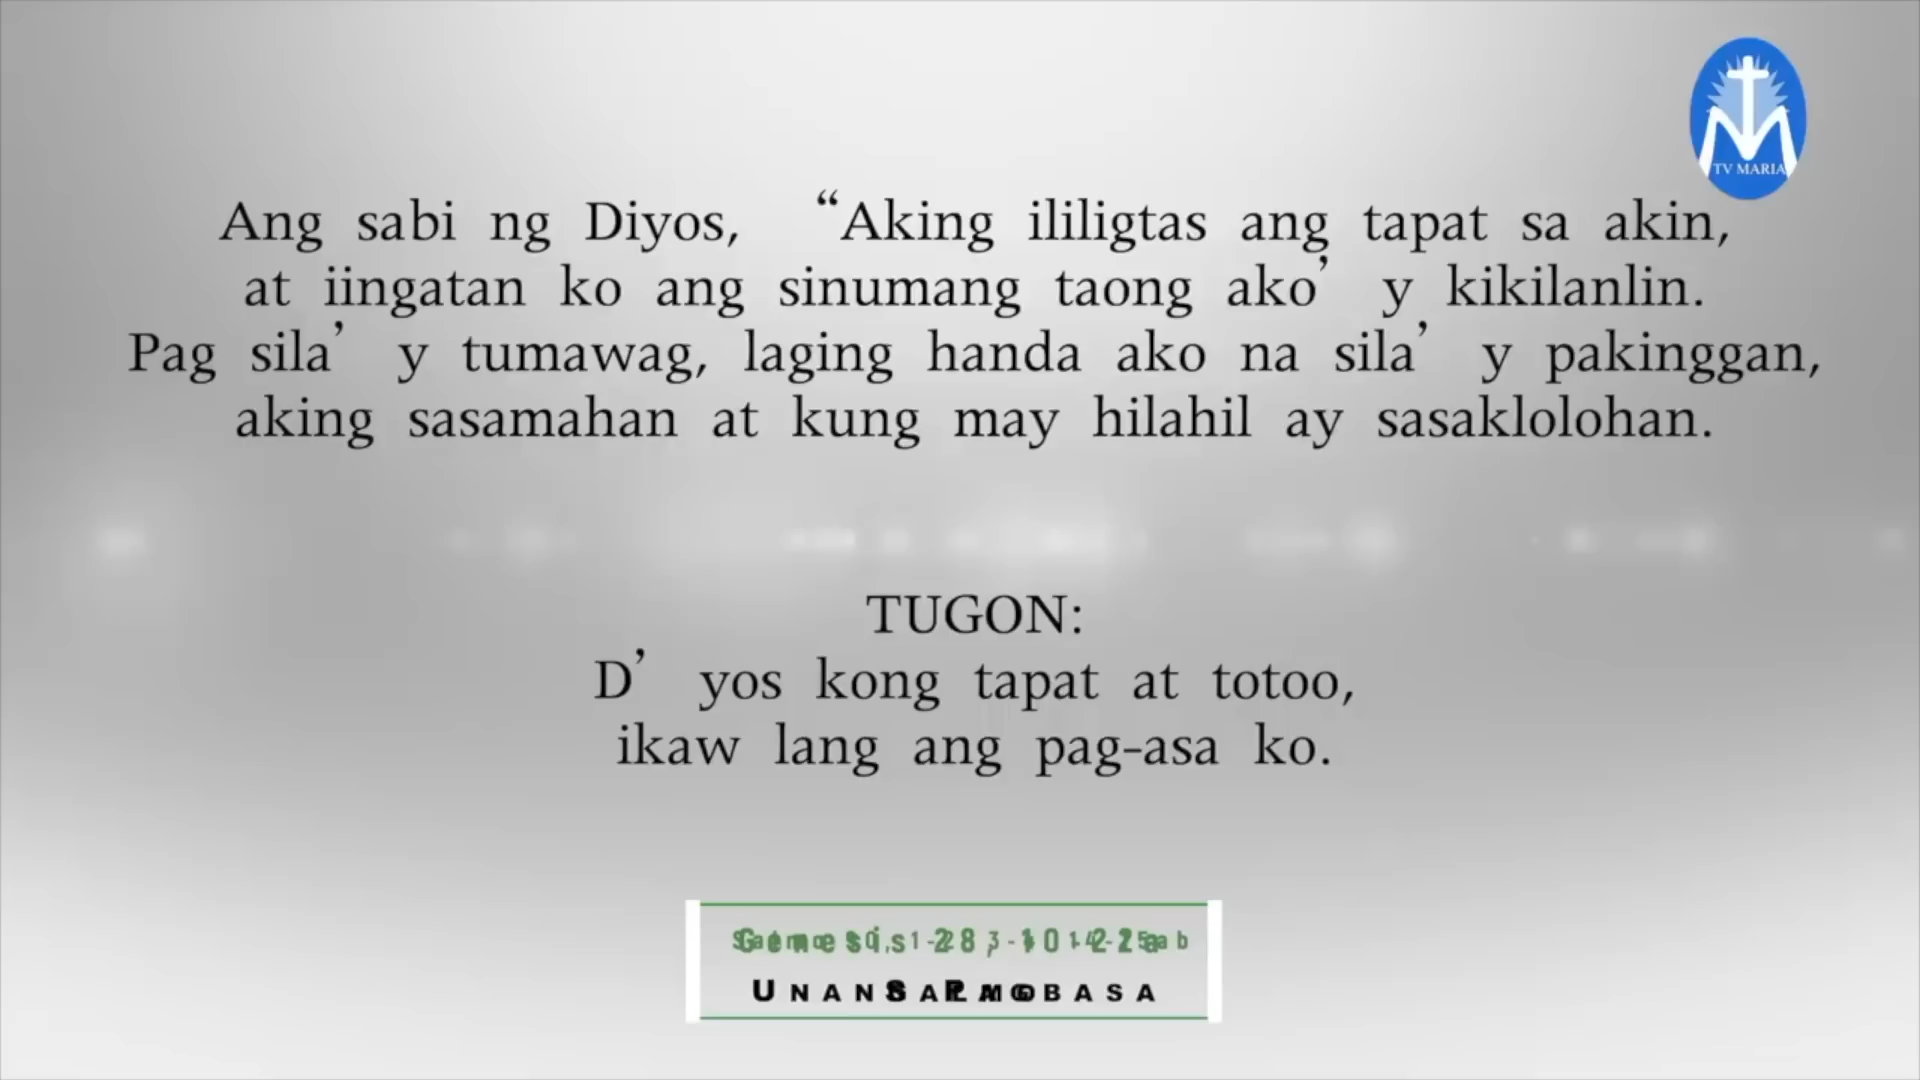 TV MARIA
Ang sabi ng Diyos, “Aking ililigtas ang tapat sa akin,
at iingatan ko ang sinumang taong ako’ y kikilanlin.
Pag sila’ y tumawag, laging handa ako na sila’ y pakinggan,
aking sasamahan at kung may hilahil ay sasaklolohan.
TUGON:
D’ yos kong tapat at totoo,
ikaw lang ang pag-asa ko.